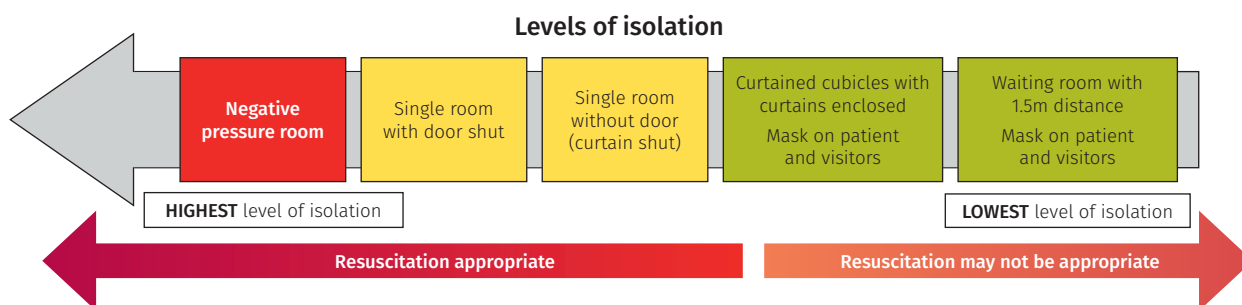 Levels of isolation
Negative
pressure room
Single room
with door shut
Single room
without door
(curtain shut)
Curtained cubicles with
curtains enclosed
Mask on patient
and visitors
Waiting room with
1.5m distance
Mask on patient
and visitors
HIGHEST level of isolation
LOWEST level of isolation
Resuscitation appropriate
Resuscitation may not be appropriate